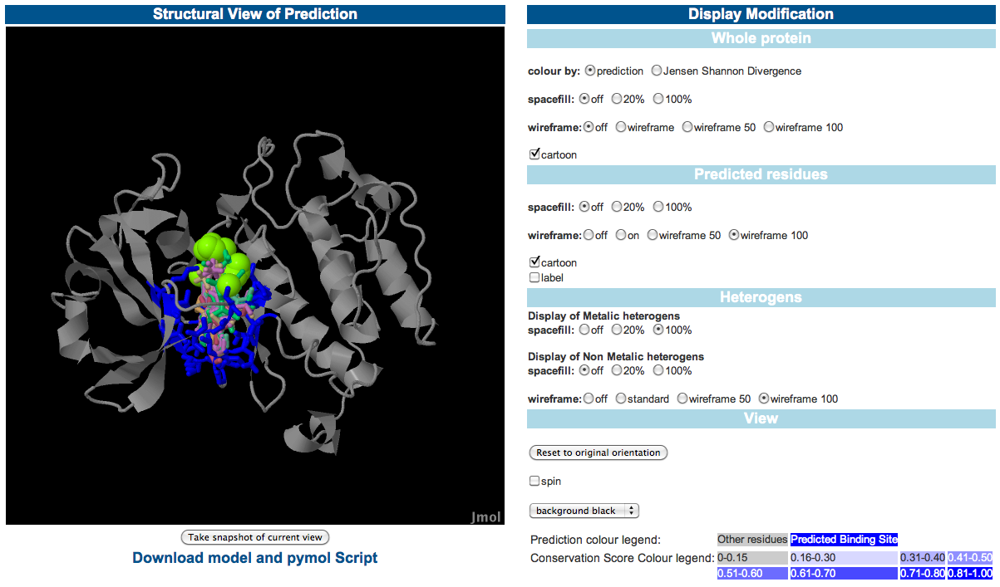 Structural View of Prediction
Jmol
Take snapshot of current view
Download model and pymol Script
Display Modification
Whole protein
colour by: prediction Jensen Shannon Divergence
spacefill: off 20% 100%
wireframe: off wireframe wireframe 50 wireframe 100
cartoon
Predicted residues
spacefill: off 20% 100%
wireframe: off on wireframe 50 wireframe 100
cartoon
label
Heterogens
Display of Metalic heterogens
spacefill: off 20% 100%
Display of Non Metalic heterogens
spacefill: off 20% 100%
wireframe: off standard wireframe 50 wireframe 100
View
Reset to original orientation
spin
background black
Prediction colour legend: Other residues Predicted Binding Site
Conservation Score Colour legend: 0-0.15 0.16-0.30 0.31-0.40 0.41-0.50
0.51-0.60 0.61-0.70 0.71-0.80 0.81-1.00